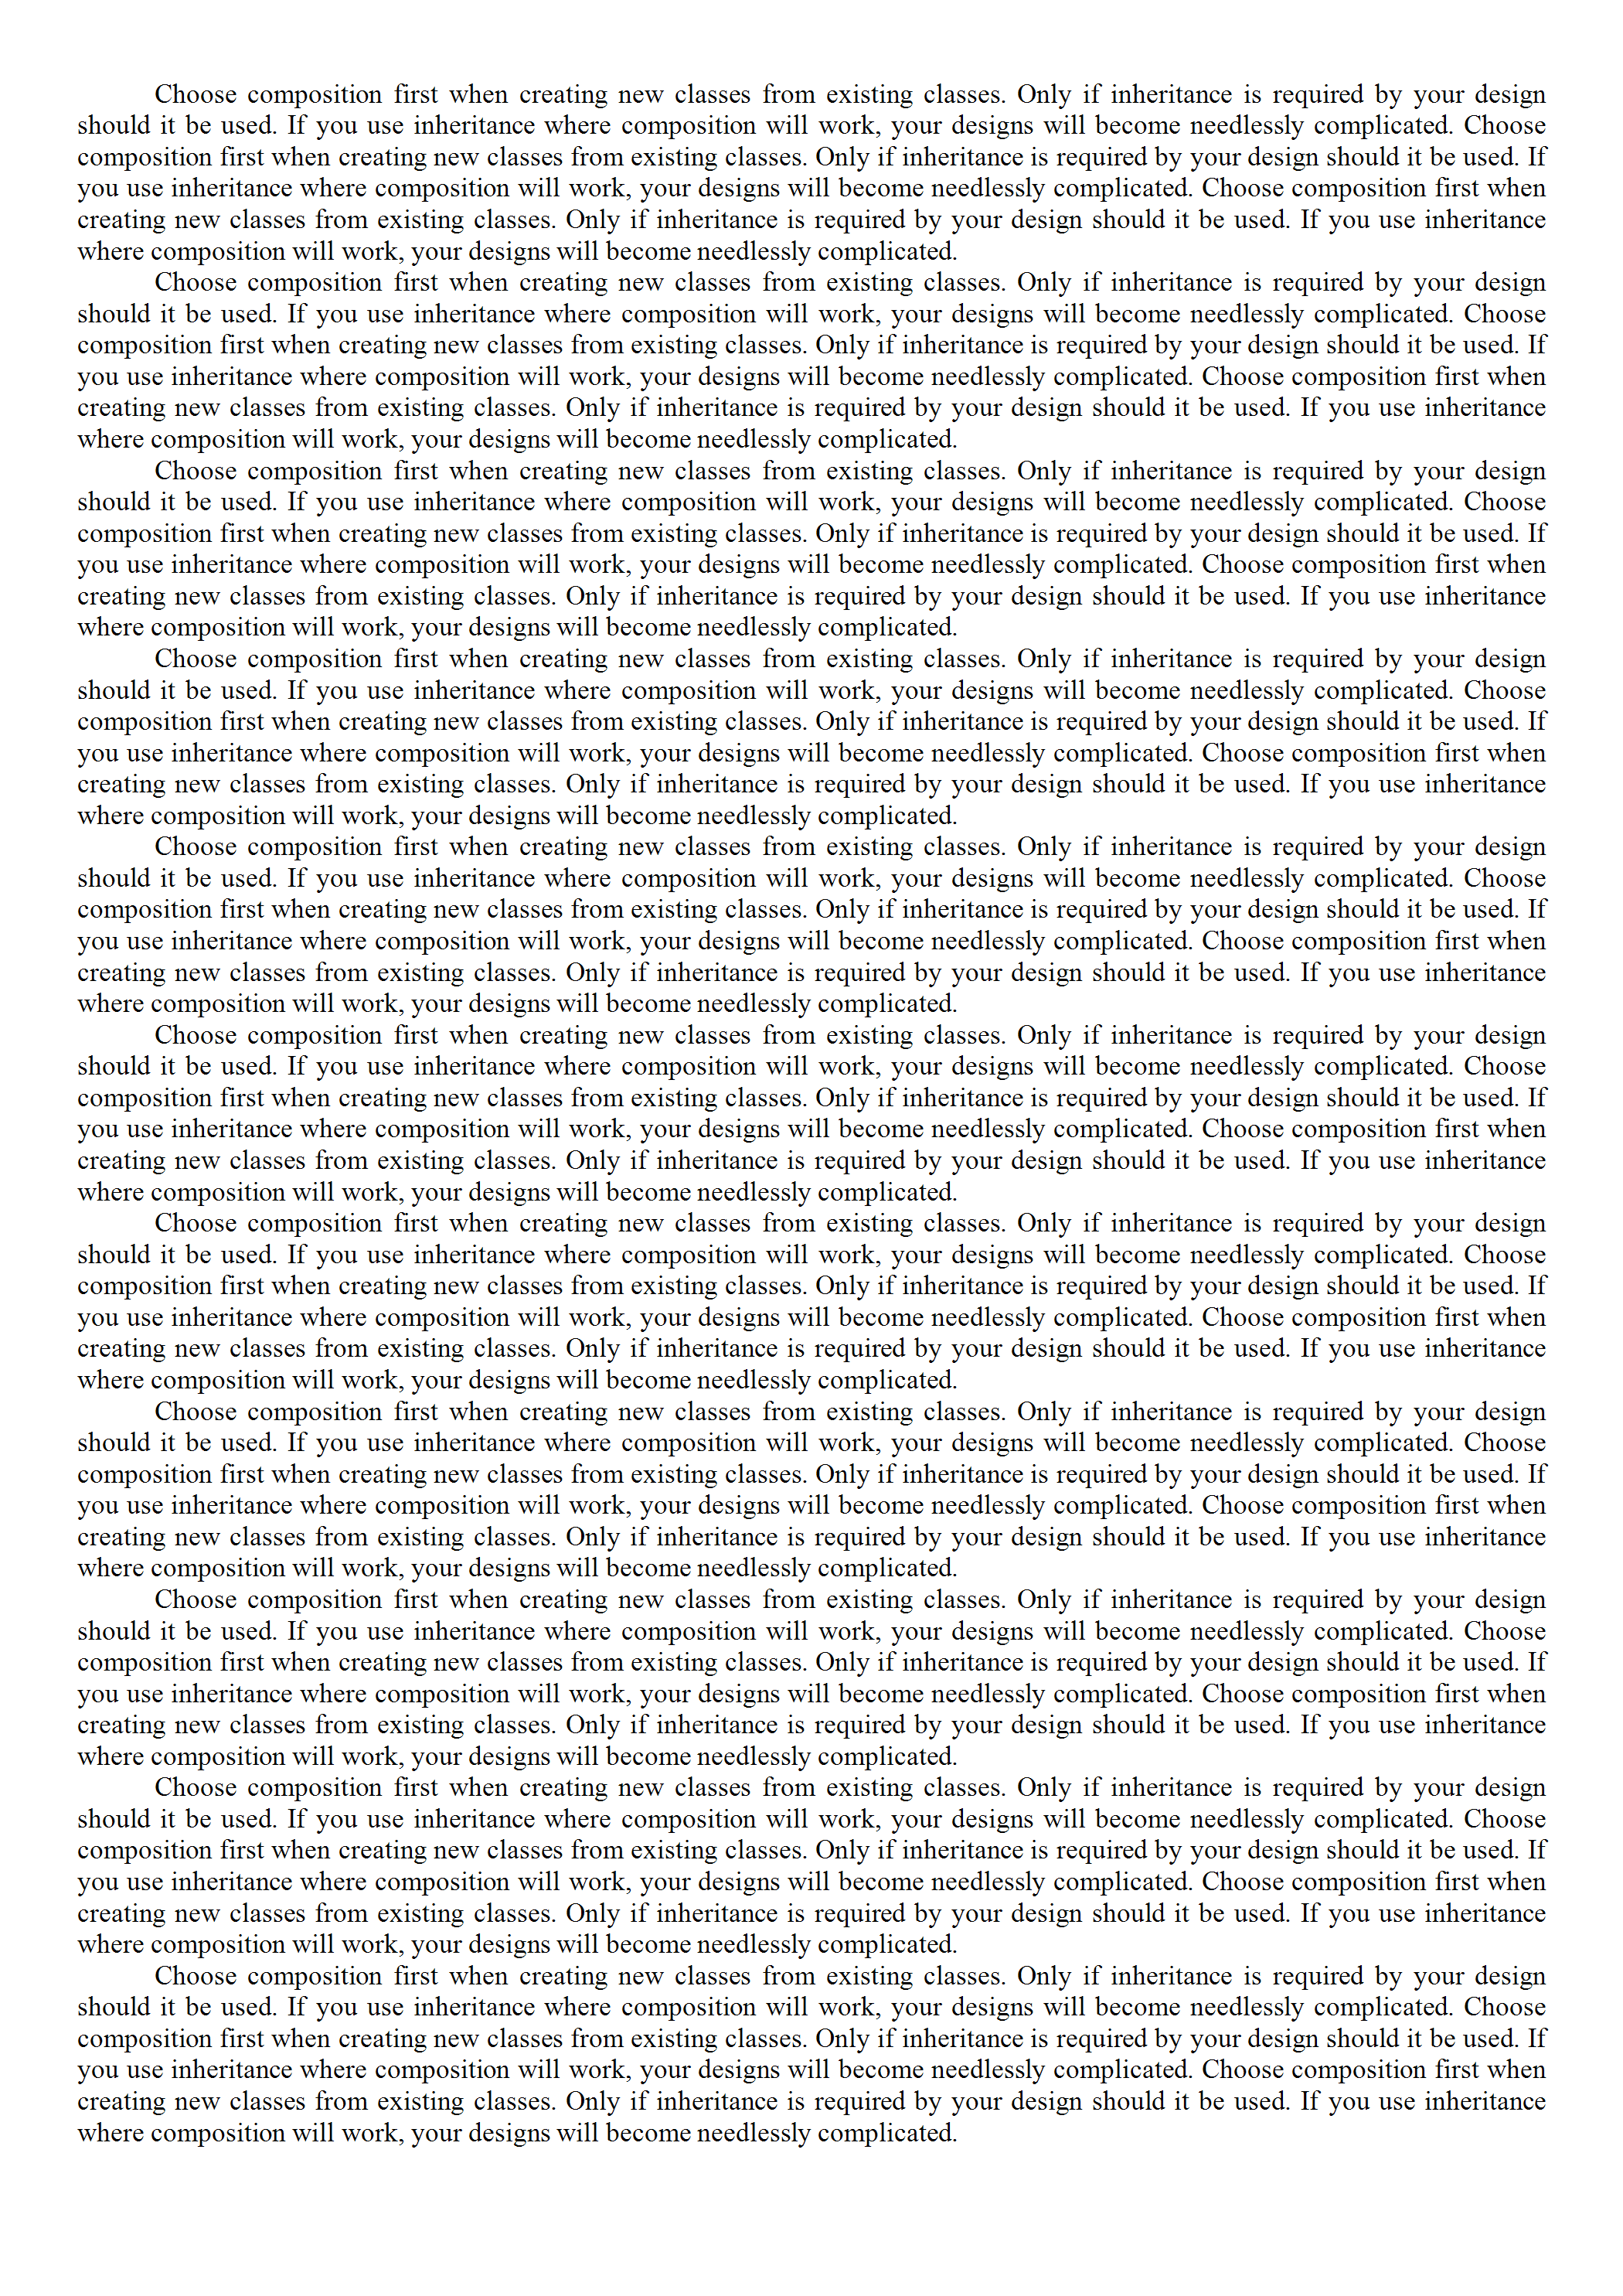 Choose composition first when creating new classes from existing classes. Only if inheritance is required by your design
should it be used. If you use inheritance where composition will work, your designs will become needlessly complicated. Choose
composition first when creating new classes from existing classes. Only if inheritance is required by your design should it be used. If
you use inheritance where composition will work, your designs will become needlessly complicated. Choose composition first when
creating new classes from existing classes. Only if inheritance is required by your design should it be used. If you use inheritance
where composition will work, your designs will become needlessly complicated.
Choose composition first when creating new classes from existing classes. Only if inheritance is required by your design
should it be used. If you use inheritance where composition will work, your designs will become needlessly complicated. Choose
composition first when creating new classes from existing classes. Only if inheritance is required by your design should it be used. If
you use inheritance where composition will work, your designs will become needlessly complicated. Choose composition first when
creating new classes from existing classes. Only if inheritance is required by your design should it be used. If you use inheritance
where composition will work, your designs will become needlessly complicated.
Choose composition first when creating new classes from existing classes. Only if inheritance is required by your design
should it be used. If you use inheritance where composition will work, your designs will become needlessly complicated. Choose
composition first when creating new classes from existing classes. Only if inheritance is required by your design should it be used. If
you use inheritance where composition will work, your designs will become needlessly complicated. Choose composition first when
creating new classes from existing classes. Only if inheritance is required by your design should it be used. If you use inheritance
where composition will work, your designs will become needlessly complicated.
Choose composition first when creating new classes from existing classes. Only if inheritance is required by your design
should it be used. If you use inheritance where composition will work, your designs will become needlessly complicated. Choose
composition first when creating new classes from existing classes. Only if inheritance is required by your design should it be used. If
you use inheritance where composition will work, your designs will become needlessly complicated. Choose composition first when
creating new classes from existing classes. Only if inheritance is required by your design should it be used. If you use inheritance
where composition will work, your designs will become needlessly complicated.
Choose composition first when creating new classes from existing classes. Only if inheritance is required by your design
should it be used. If you use inheritance where composition will work, your designs will become needlessly complicated. Choose
composition first when creating new classes from existing classes. Only if inheritance is required by your design should it be used. If
you use inheritance where composition will work, your designs will become needlessly complicated. Choose composition first when
creating new classes from existing classes. Only if inheritance is required by your design should it be used. If you use inheritance
where composition will work, your designs will become needlessly complicated.
Choose composition first when creating new classes from existing classes. Only if inheritance is required by your design
should it be used. If you use inheritance where composition will work, your designs will become needlessly complicated. Choose
composition first when creating new classes from existing classes. Only if inheritance is required by your design should it be used. If
you use inheritance where composition will work, your designs will become needlessly complicated. Choose composition first when
creating new classes from existing classes. Only if inheritance is required by your design should it be used. If you use inheritance
where composition will work, your designs will become needlessly complicated.
Choose composition first when creating new classes from existing classes. Only if inheritance is required by your design
should it be used. If you use inheritance where composition will work, your designs will become needlessly complicated. Choose
composition first when creating new classes from existing classes. Only if inheritance is required by your design should it be used. If
you use inheritance where composition will work, your designs will become needlessly complicated. Choose composition first when
creating new classes from existing classes. Only if inheritance is required by your design should it be used. If you use inheritance
where composition will work, your designs will become needlessly complicated.
Choose composition first when creating new classes from existing classes. Only if inheritance is required by your design
should it be used. If you use inheritance where composition will work, your designs will become needlessly complicated. Choose
composition first when creating new classes from existing classes. Only if inheritance is required by your design should it be used. If
you use inheritance where composition will work, your designs will become needlessly complicated. Choose composition first when
creating new classes from existing classes. Only if inheritance is required by your design should it be used. If you use inheritance
where composition will work, your designs will become needlessly complicated.
Choose composition first when creating new classes from existing classes. Only if inheritance is required by your design
should it be used. If you use inheritance where composition will work, your designs will become needlessly complicated. Choose
composition first when creating new classes from existing classes. Only if inheritance is required by your design should it be used. If
you use inheritance where composition will work, your designs will become needlessly complicated. Choose composition first when
creating new classes from existing classes. Only if inheritance is required by your design should it be used. If you use inheritance
where composition will work, your designs will become needlessly complicated.
Choose composition first when creating new classes from existing classes. Only if inheritance is required by your design
should it be used. If you use inheritance where composition will work, your designs will become needlessly complicated. Choose
composition first when creating new classes from existing classes. Only if inheritance is required by your design should it be used. If
you use inheritance where composition will work, your designs will become needlessly complicated. Choose composition first when
creating new classes from existing classes. Only if inheritance is required by your design should it be used. If you use inheritance
where composition will work, your designs will become needlessly complicated.
Choose composition first when creating new classes from existing classes. Only if inheritance is required by your design
should it be used. If you use inheritance where composition will work, your designs will become needlessly complicated. Choose
composition first when creating new classes from existing classes. Only if inheritance is required by your design should it be used. If
you use inheritance where composition will work, your designs will become needlessly complicated. Choose composition first when
creating new classes from existing classes. Only if inheritance is required by your design should it be used. If you use inheritance
where composition will work, your designs will become needlessly complicated.